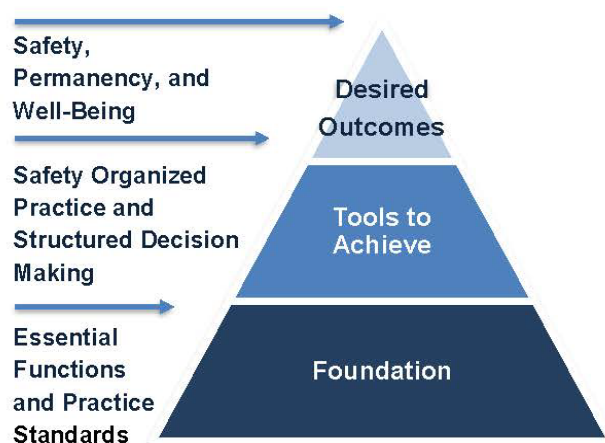 Safety,
Permanency, and
Well-Being
Desired
Outcomes
Safety Organized
Practice and
Structured Decision
Making
Tools to
Achieve
Essential
Functions
and Practice
Standards
Foundation